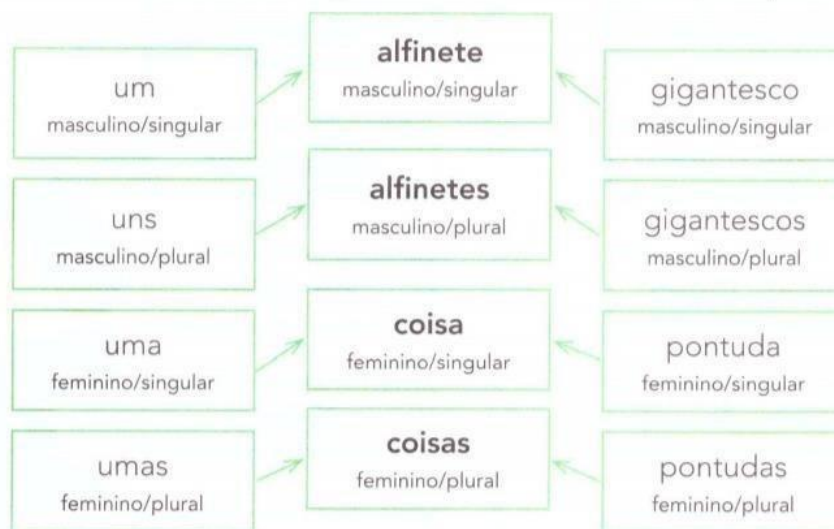 um
masculino/singular
alfinete
masculino/singular
gigantesco
masculino/singular
uns
masculino/plural
alfinetes
masculino/plural
gigantescos
masculino/plural
uma
feminino/singular
coisa
feminino/singular
pontuda
feminino/singular
umas
feminino/plural
coisas
feminino/plural
pontudas
feminino/plural